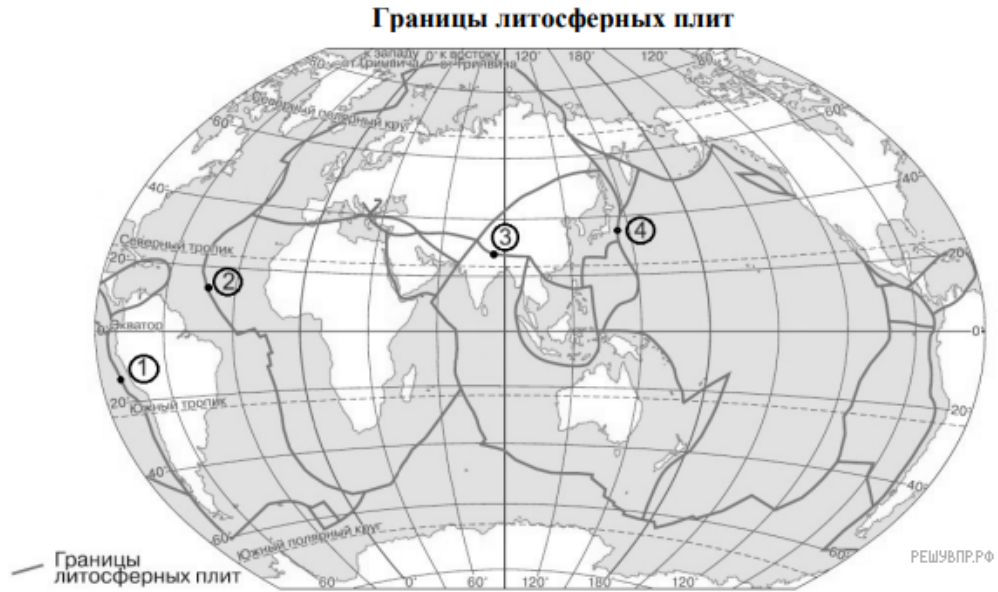 Границы литосферных плит
к западу 0° к востоку 120° 180° 120°
от Гринвича от Гринвича
Северный полярный круг
60° 60°
40° 40°
Северный тропик
20° 20°
3
4
2
0° Экватор 0°
1
20° Южный тропик 20°
40° 40°
60° Южный полярный круг 60°
60° 0° 60° 120° 180° 120°
Границы
литосферных плит
РЕШУВПР.РФ